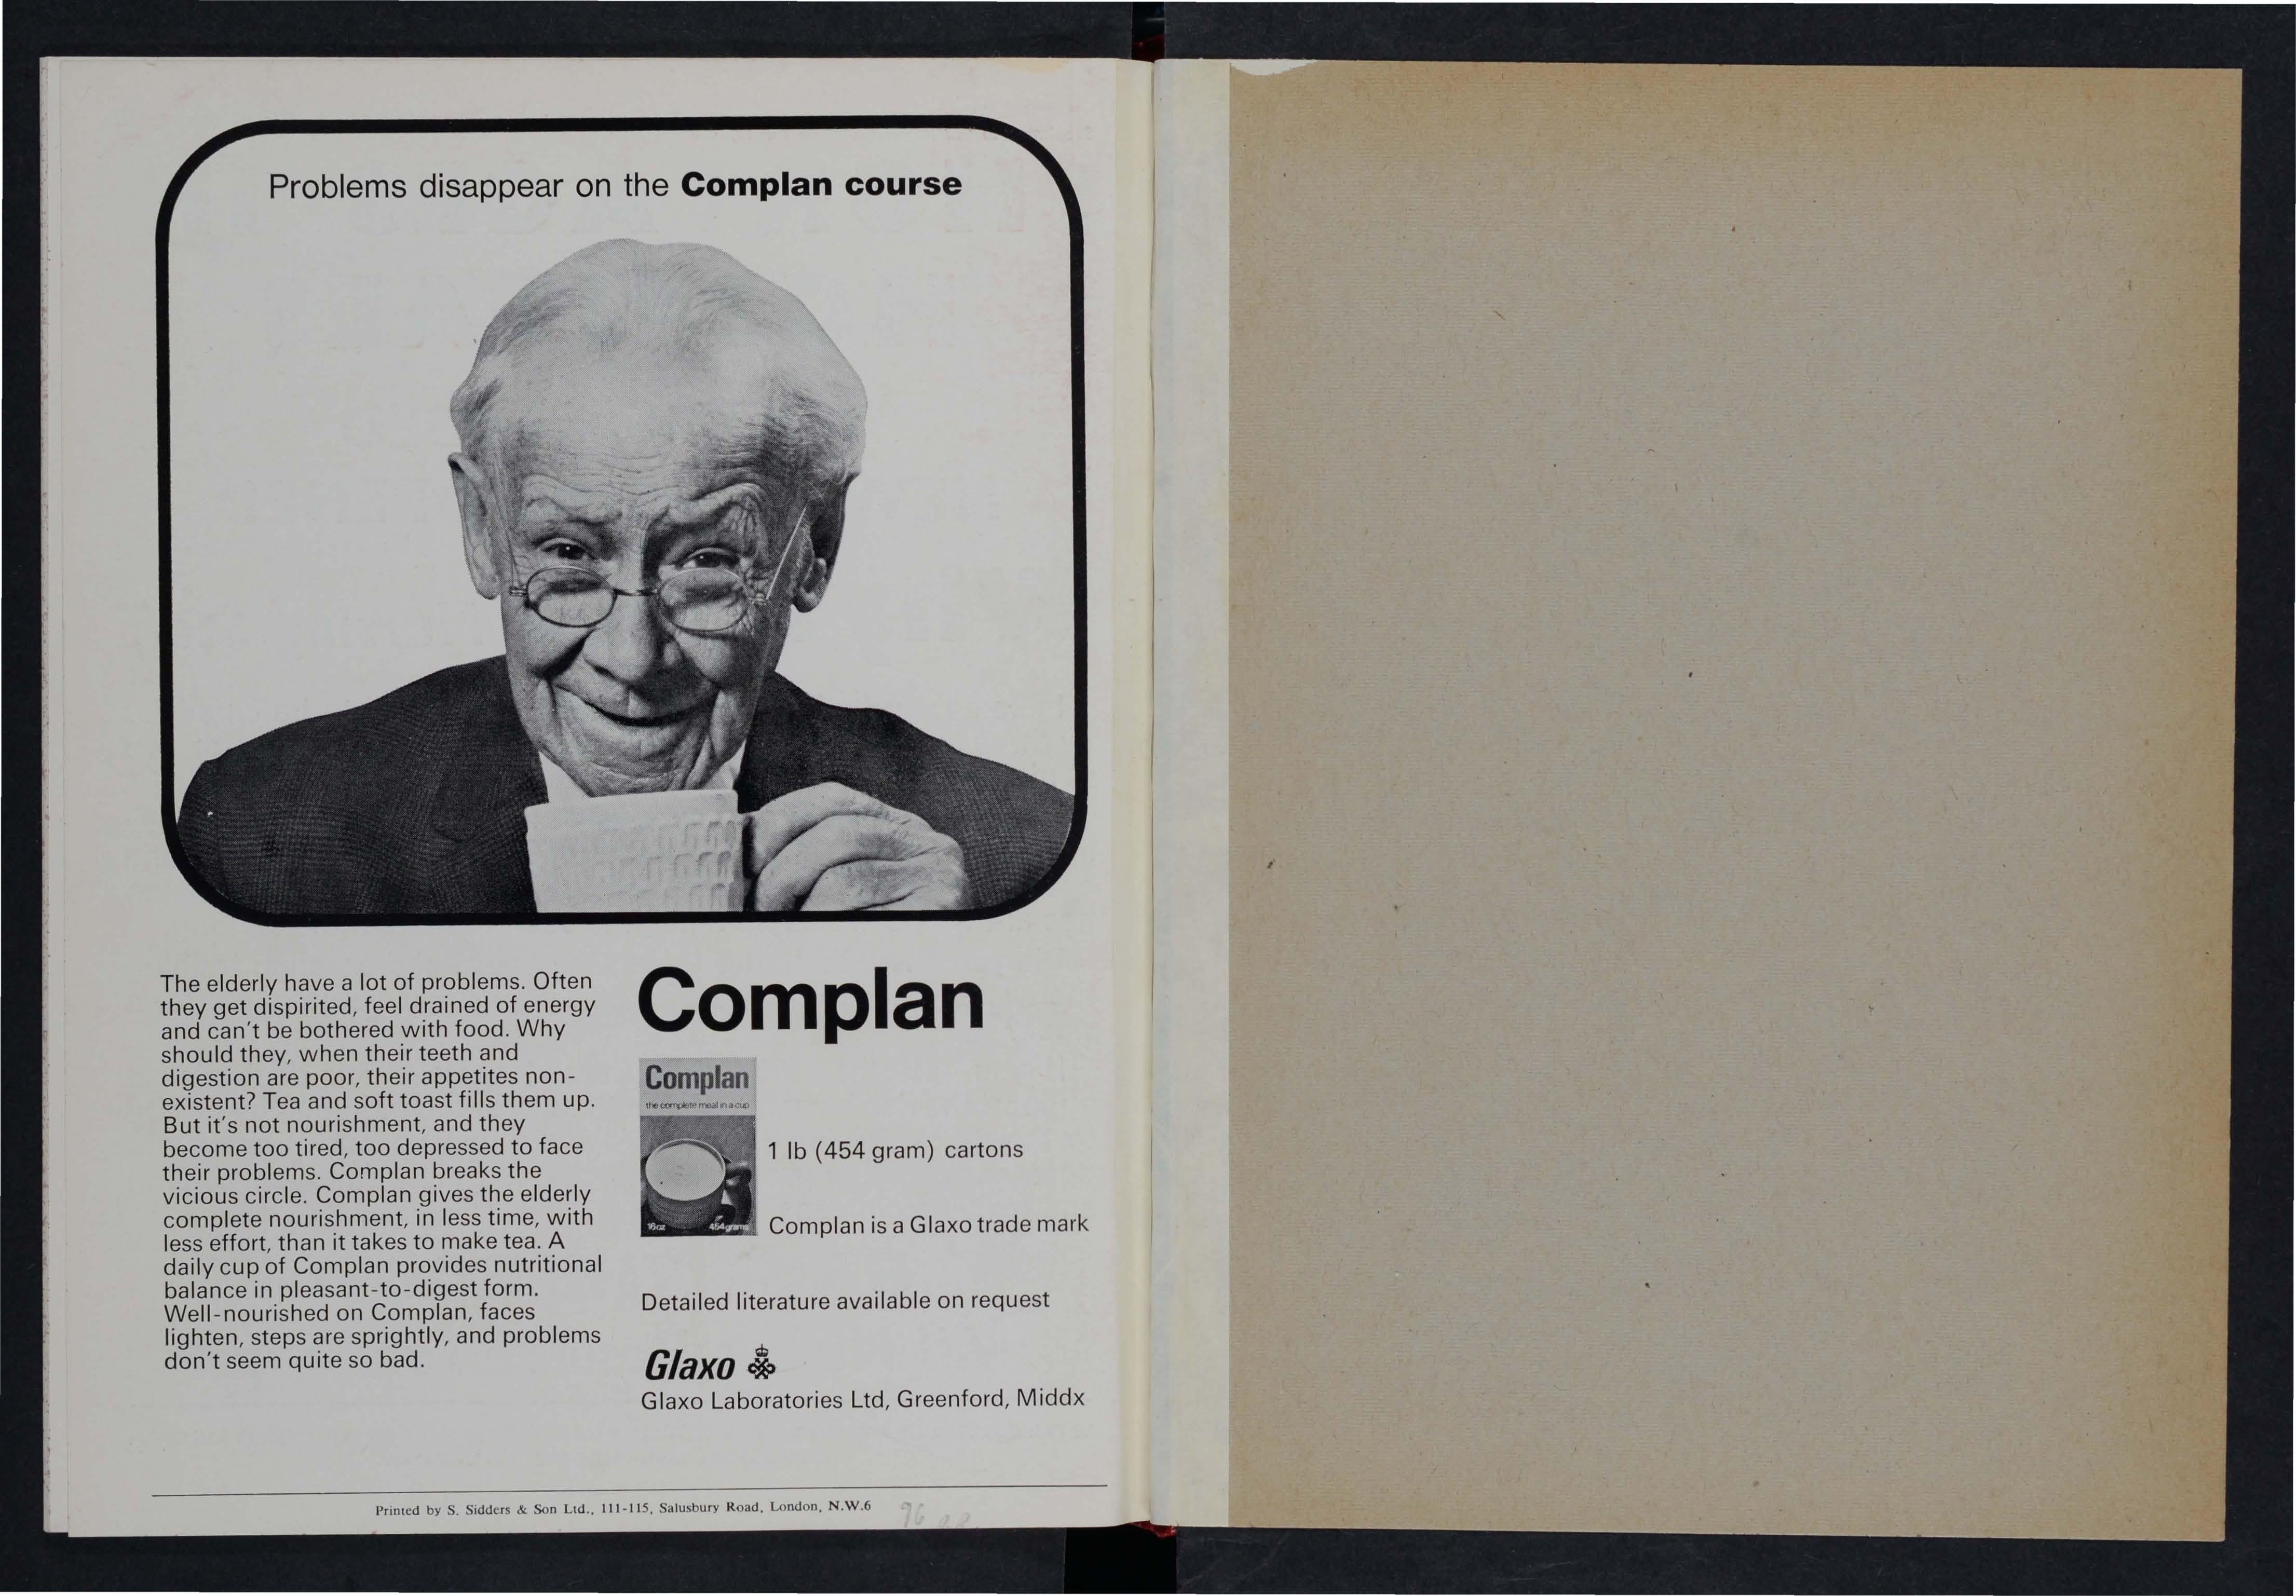 Problems disappear on the Complan course
The elderly have a lot of problems. Often
they get dispirited, feel drained of energy
and can't be bothered with food. Why
should they, when their teeth and
digestion are poor, their appetites non-
existent? Tea and soft toast fills them up.
But it's not nourishment, and they
become too tired, too depressed to face
their problems. Complan breaks the
vicious circle. Complan gives the elderly
complete nourishment, in less time, with
less effort, than it takes to make tea. A
daily cup of Complan provides nutritional
balance in pleasant-to-digest form.
Well-nourished on Complan, faces
lighten, steps are sprightly, and problems
don't seem quite so bad.
Complan
Complan
the complete meal in a cup
16oz 454grams
1 lb (454 gram) cartons
Complan is a Glaxo trade mark
Detailed literature available on request
Glaxo
Glaxo Laboratories Ltd, Greenford, Middx
Printed by S. Sidders & Son Ltd., 111-115, Salusbury Road, London, N.W.6